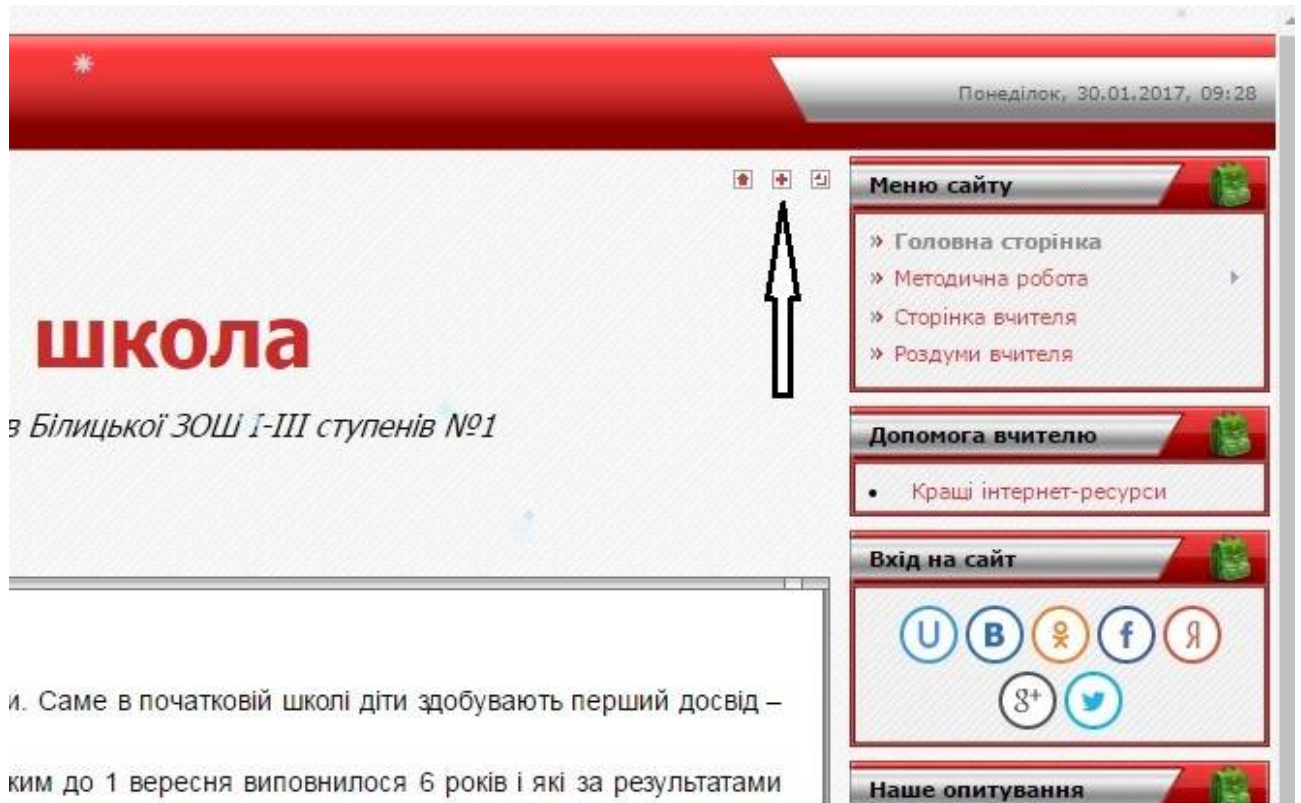 Понеділок, 30.01.2017, 09:28
Меню сайту
» Головна сторінка
» Методична робота
» Сторінка вчителя
» Роздуми вчителя
школа
в Білицької ЗОШ І-ІІІ ступенів №1
Допомога вчителю
• Кращі інтернет-ресурси
Вхід на сайт
U B f Я
g+
и. Саме в початковій школі діти здобувають перший досвід –
ким до 1 вересня виповнилося 6 років і які за результатами
Наше опитування